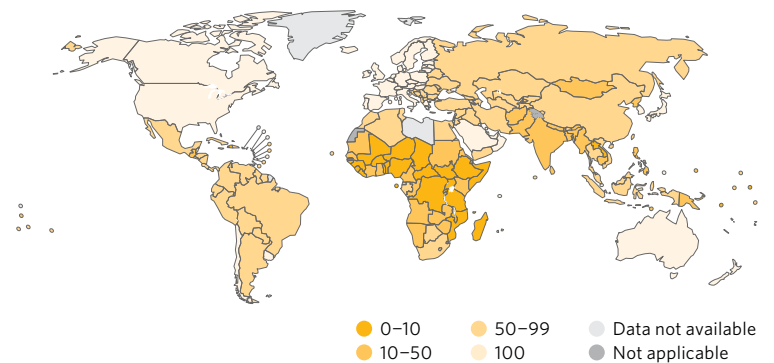 0–10 50–99 Data not available
10–50 100 Not applicable